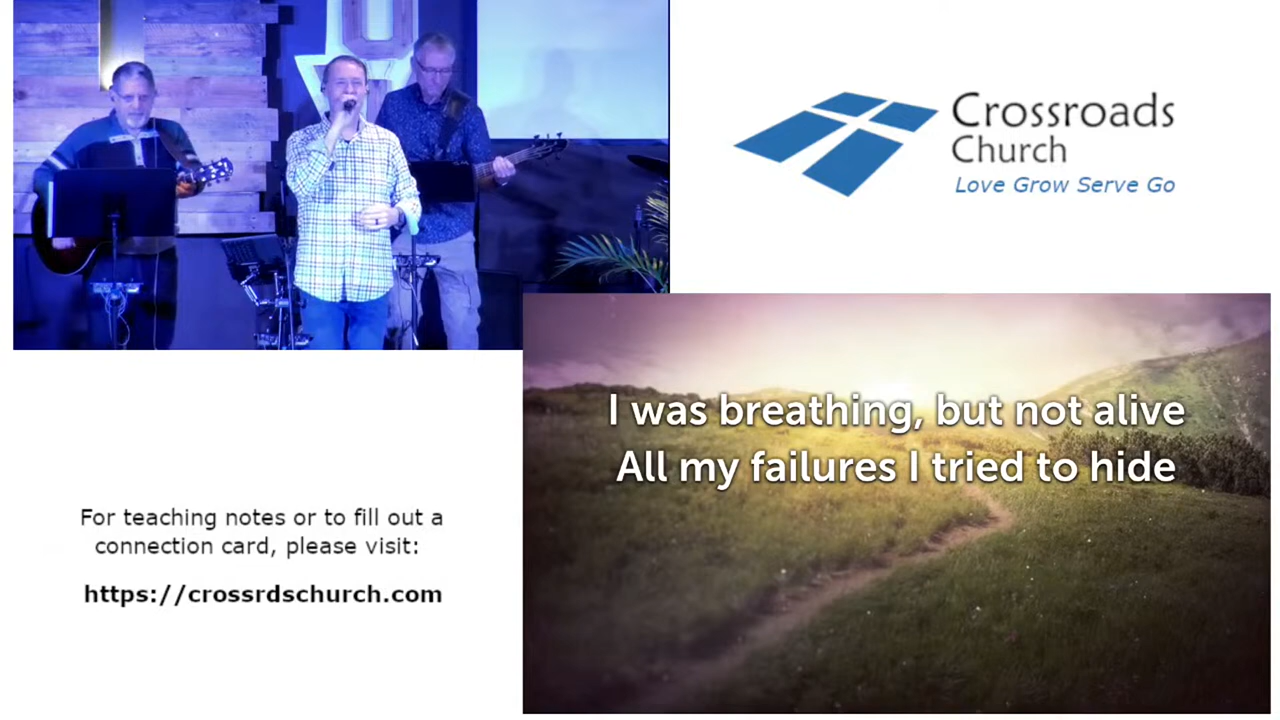 Crossroads
Church
Love Grow Serve Go
I was breathing, but not alive
All my failures I tried to hide
For teaching notes or to fill out a
connection card, please visit:
https://crossrdschurch.com